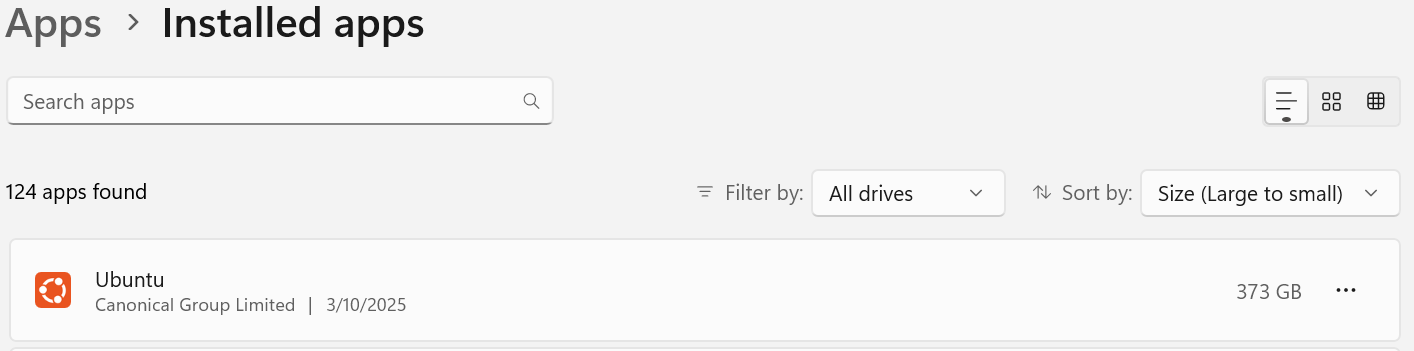 Apps > Installed apps
Search apps
124 apps found Filter by: All drives Sort by: Size (Large to small)
Ubuntu
Canonical Group Limited | 3/10/2025
373 GB